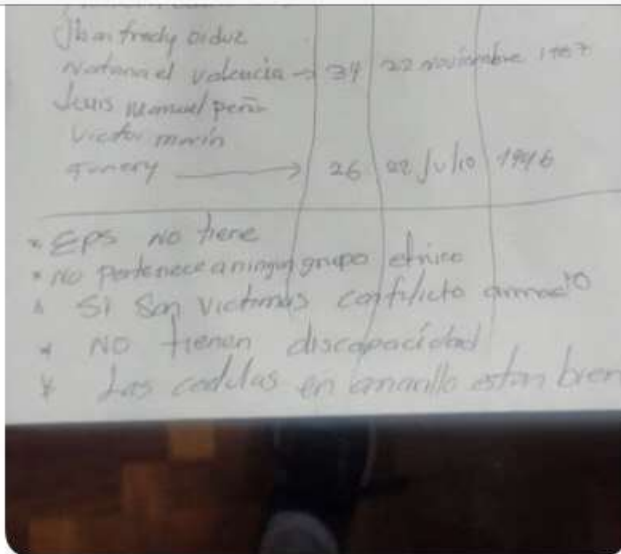 Jhon fredy orduz
Natanael valencia → 34 22 noviembre 1987
Jesus Manuel peña
Victor marin
→ 26 22 Julio 1996
* EPS NO tiene
* No pertenece a ningun grupo etnico
* Si Son victimas conflicto armado
* NO tienen discapacidad
* Las cedulas en amarillo estan bien